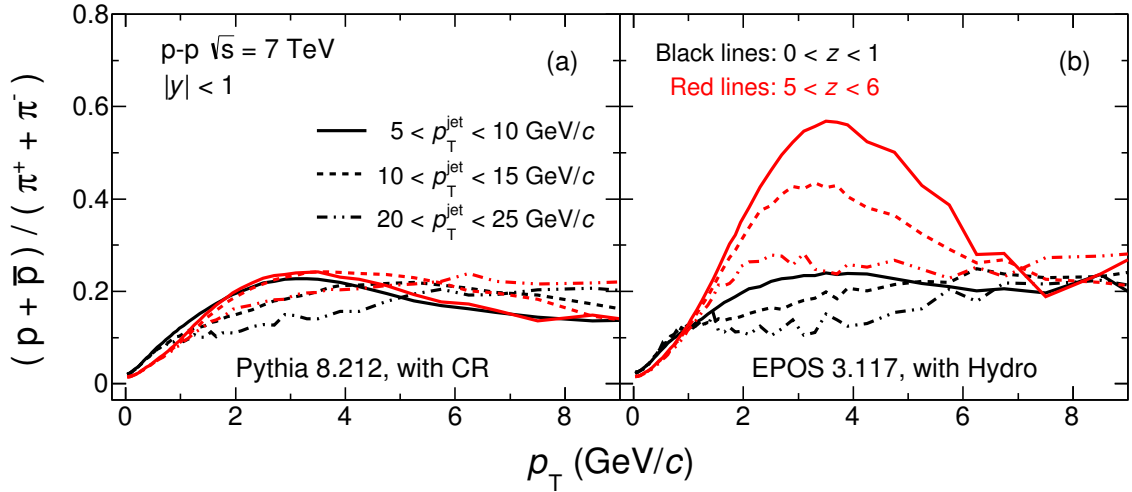 ( p + p̅ ) / ( π⁺ + π⁻ )
0.8
0.6
0.4
0.2
0
p-p √s = 7 TeV
|y| < 1
(a)
5 < p_T^jet < 10 GeV/c
10 < p_T^jet < 15 GeV/c
20 < p_T^jet < 25 GeV/c
Pythia 8.212, with CR
0 2 4 6 8
Black lines: 0 < z < 1
Red lines: 5 < z < 6
(b)
EPOS 3.117, with Hydro
0 2 4 6 8
p_T (GeV/c)